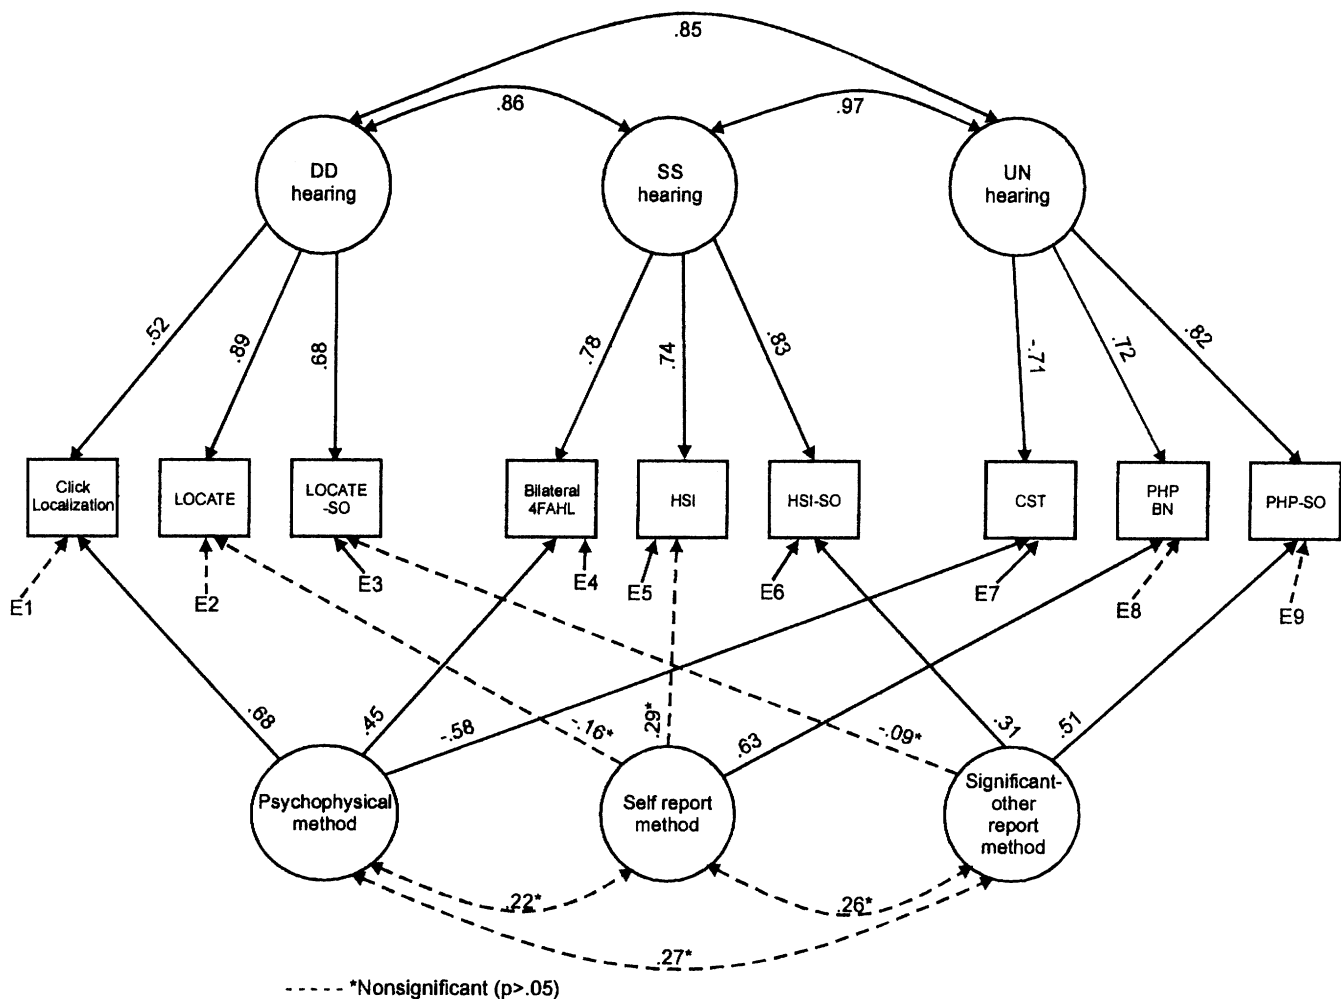 .85
.86
.97
DD
hearing
SS
hearing
UN
hearing
.52
.89
.68
.78
.74
.83
-.71
.72
.82
Click
Localization
LOCATE
LOCATE
-SO
Bilateral
4FAHL
HSI
HSI-SO
CST
PHP
BN
PHP-SO
E1
E2
E3
E4
E5
E6
E7
E8
E9
.68
.45
-.58
-.16*
.29*
.63
-.09*
.31
.51
Psychophysical
method
Self report
method
Significant-
other
report
method
.22*
.26*
.27*
----- *Nonsignificant (p>.05)